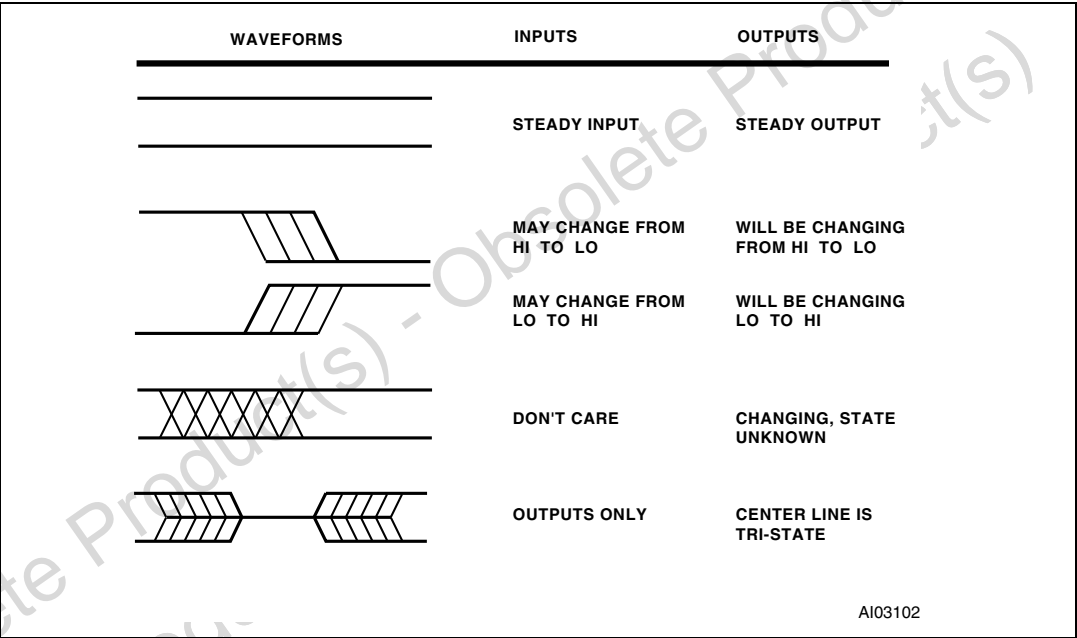 WAVEFORMS INPUTS OUTPUTS
STEADY INPUT STEADY OUTPUT
MAY CHANGE FROM WILL BE CHANGING
HI TO LO FROM HI TO LO
MAY CHANGE FROM WILL BE CHANGING
LO TO HI LO TO HI
DON'T CARE CHANGING, STATE
UNKNOWN
OUTPUTS ONLY CENTER LINE IS
TRI-STATE
AI03102
Product(s) - Obsolete